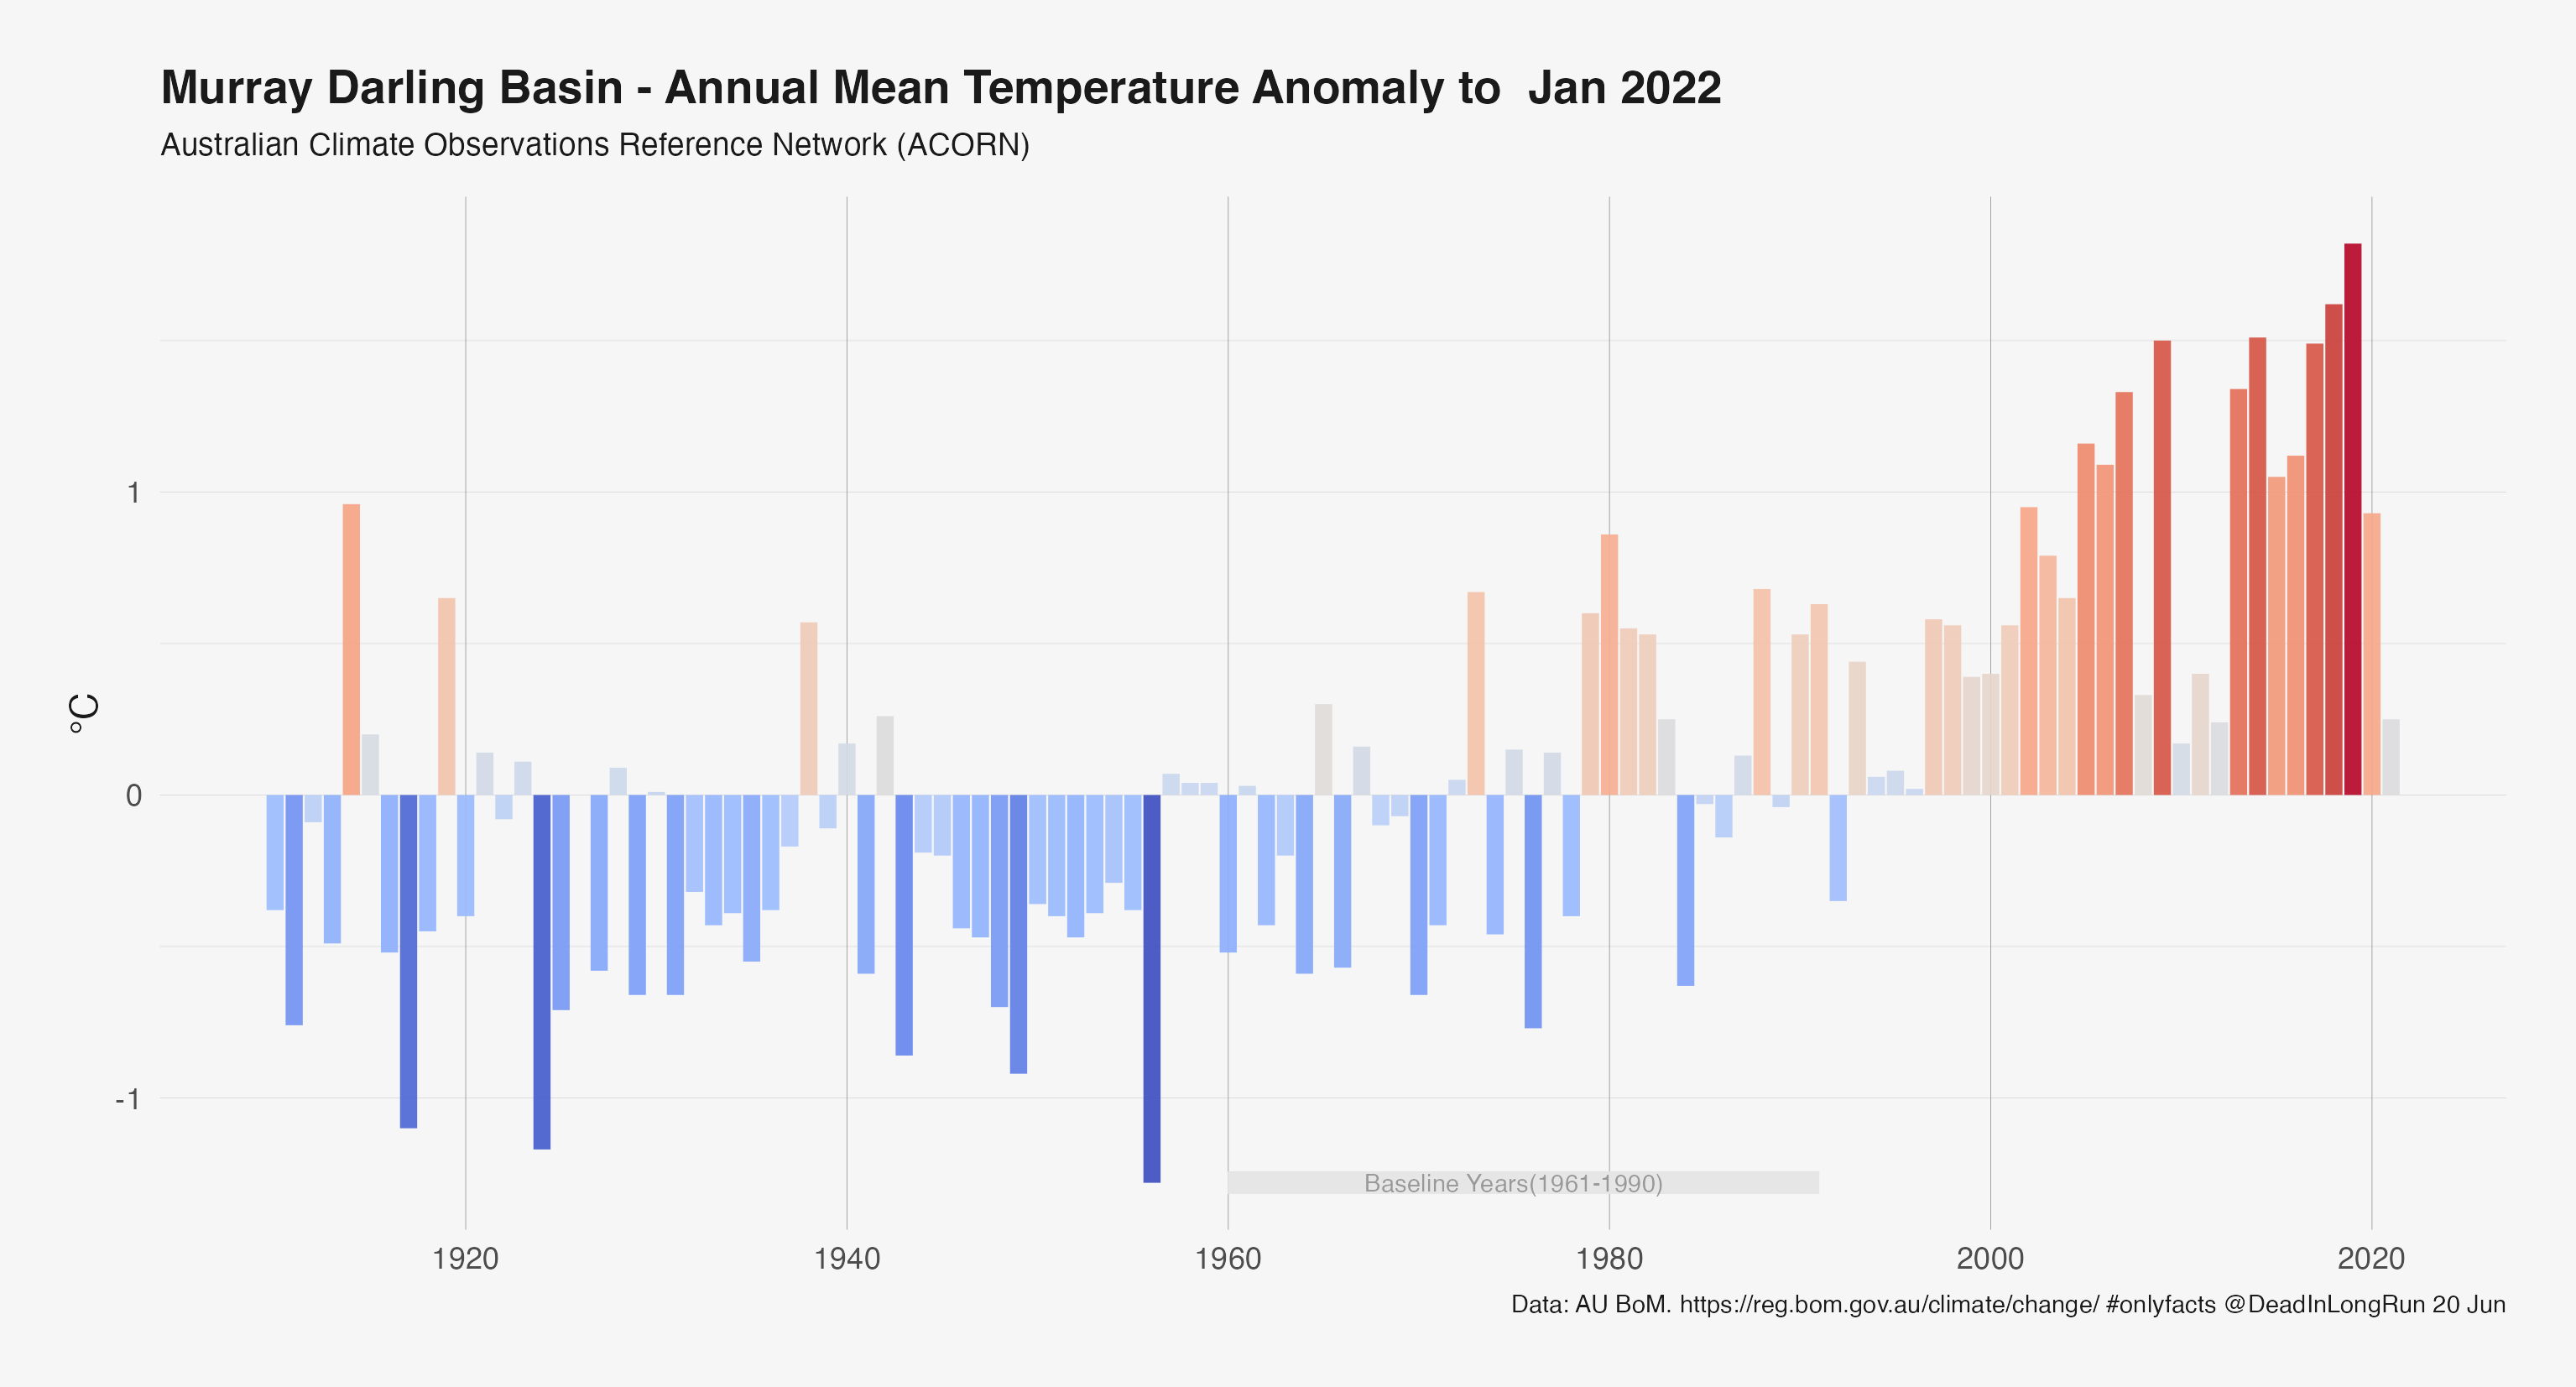 Murray Darling Basin - Annual Mean Temperature Anomaly to  Jan 2022
Australian Climate Observations Reference Network (ACORN)
°C
1
0
-1
Baseline Years(1961-1990)
1920 1940 1960 1980 2000 2020
Data: AU BoM. https://reg.bom.gov.au/climate/change/ #onlyfacts @DeadInLongRun 20 Jun